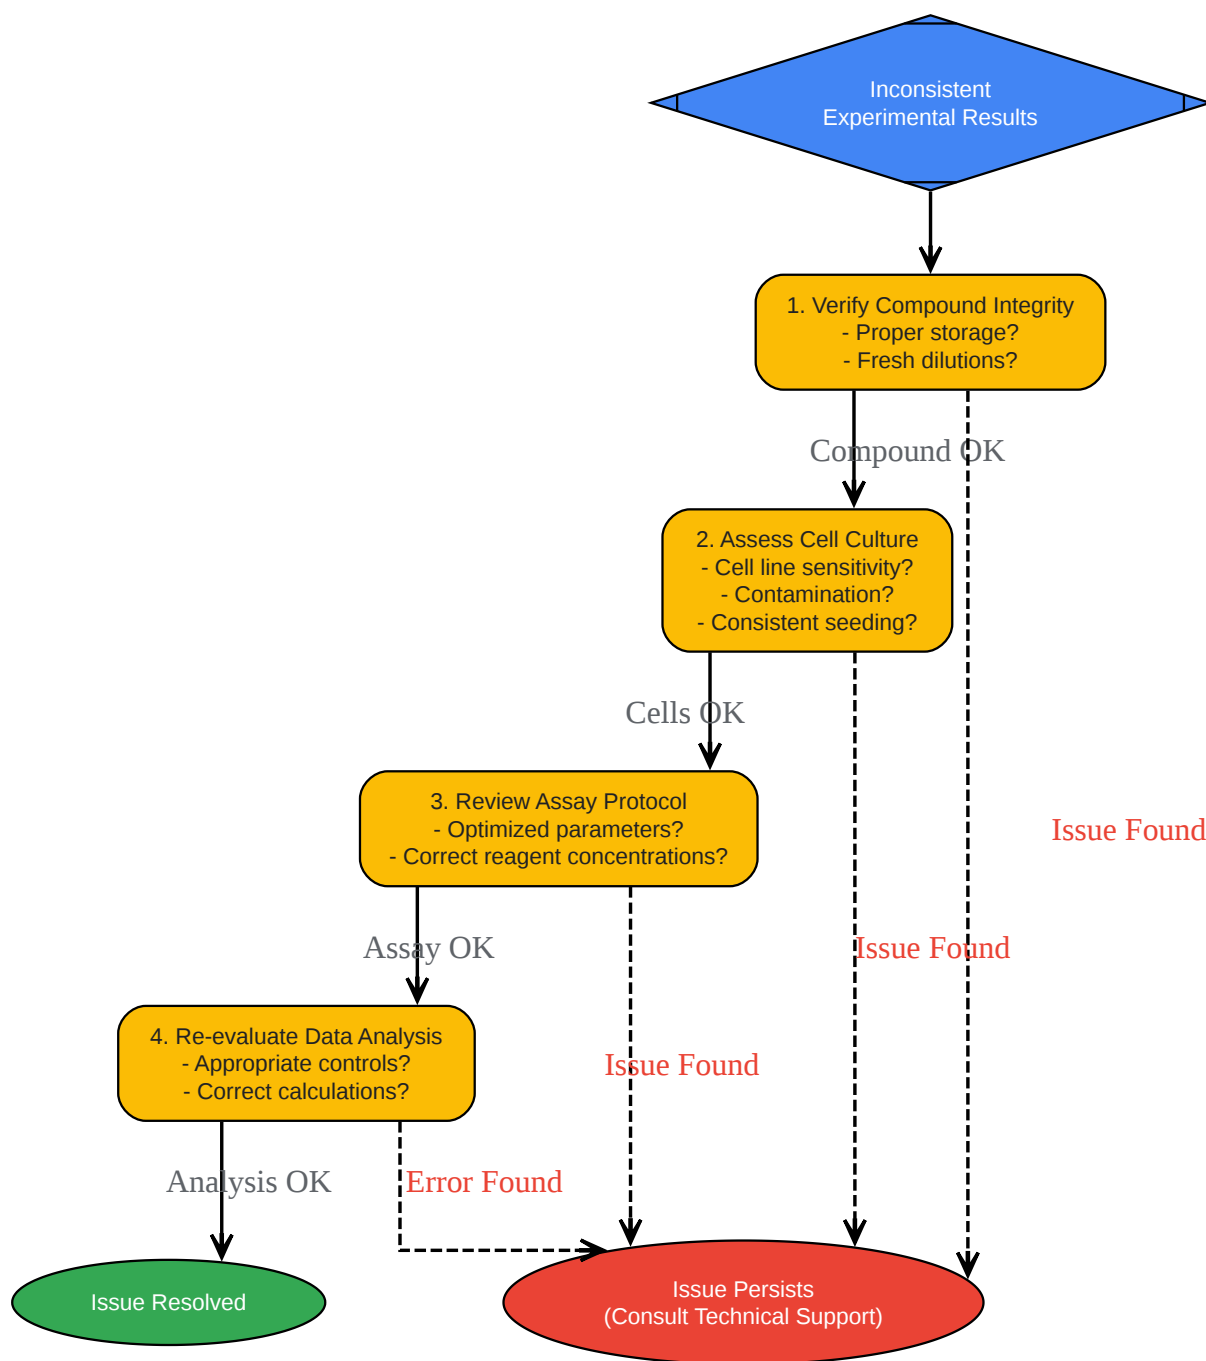 Inconsistent
Experimental Results
1. Verify Compound Integrity
- Proper storage?
- Fresh dilutions?
Compound OK
2. Assess Cell Culture
- Cell line sensitivity?
- Contamination?
- Consistent seeding?
Cells OK
3. Review Assay Protocol
- Optimized parameters?
- Correct reagent concentrations?
Issue Found
Assay OK
Issue Found
4. Re-evaluate Data Analysis
- Appropriate controls?
- Correct calculations?
Issue Found
Analysis OK
Error Found
Issue Resolved
Issue Persists
(Consult Technical Support)